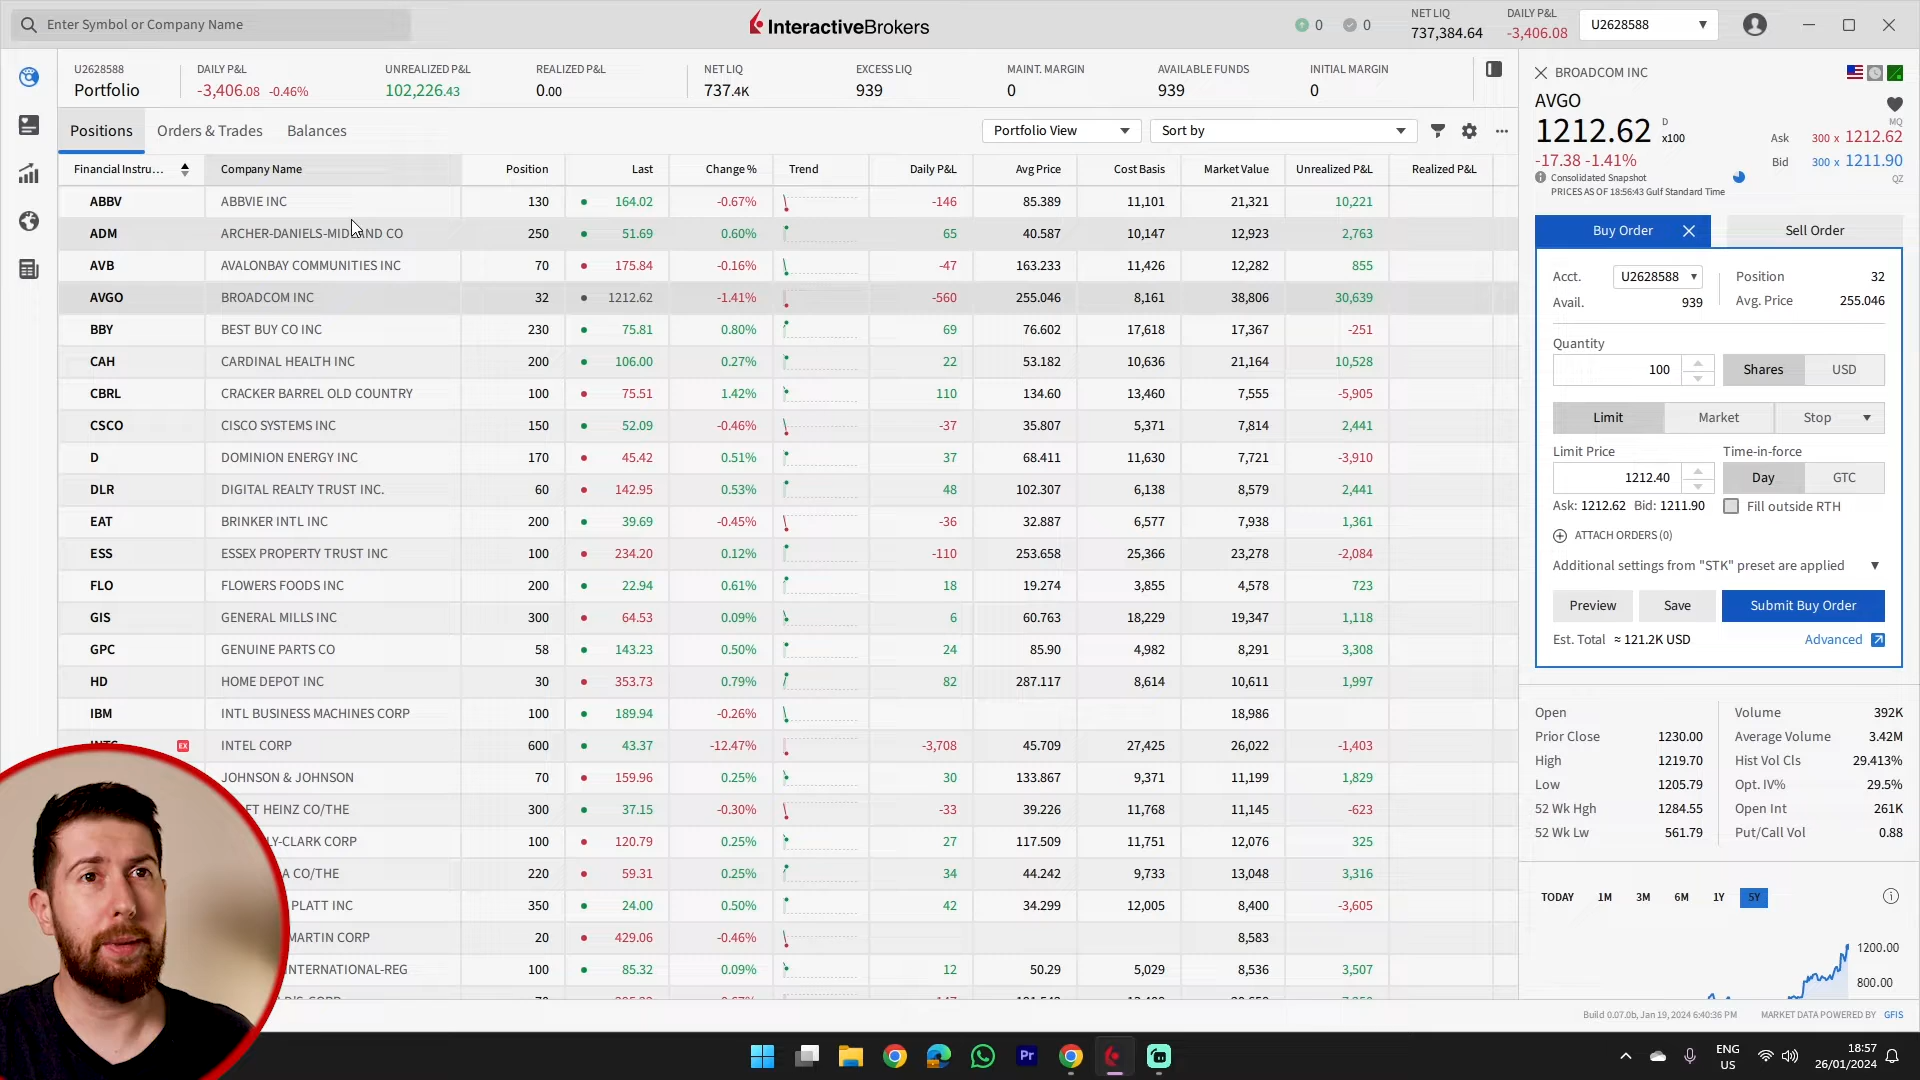 Enter Symbol or Company Name
InteractiveBrokers
0 0
NET LIQ 737,384.64
DAILY P&L -3,406.08
U2628588
U2628588 Portfolio
DAILY P&L -3,406.08 -0.46%
UNREALIZED P&L 102,226.43
REALIZED P&L 0.00
NET LIQ 737.4K
EXCESS LIQ 939
MAINT. MARGIN 0
AVAILABLE FUNDS 939
INITIAL MARGIN 0
Positions Orders & Trades Balances Portfolio View Sort by
Financial Instru... Company Name Position Last Change % Trend Daily P&L Avg Price Cost Basis Market Value Unrealized P&L Realized P&L
ABBV ABBVIE INC 130 164.02 -0.67% -146 85.389 11,101 21,321 10,221
ADM ARCHER-DANIELS-MIDLAND CO 250 51.69 0.60% 65 40.587 10,147 12,923 2,763
AVB AVALONBAY COMMUNITIES INC 70 175.84 -0.16% -47 163.233 11,426 12,282 855
AVGO BROADCOM INC 32 1212.62 -1.41% -560 255.046 8,161 38,806 30,639
BBY BEST BUY CO INC 230 75.81 0.80% 69 76.602 17,618 17,367 -251
CAH CARDINAL HEALTH INC 200 106.00 0.27% 22 53.182 10,636 21,164 10,528
CBRL CRACKER BARREL OLD COUNTRY 100 75.51 1.42% 110 134.60 13,460 7,555 -5,905
CSCO CISCO SYSTEMS INC 150 52.09 -0.46% -37 35.807 5,371 7,814 2,441
D DOMINION ENERGY INC 170 45.42 0.51% 37 68.411 11,630 7,721 -3,910
DLR DIGITAL REALTY TRUST INC. 60 142.95 0.53% 48 102.307 6,138 8,579 2,441
EAT BRINKER INTL INC 200 39.69 -0.45% -36 32.887 6,577 7,938 1,361
ESS ESSEX PROPERTY TRUST INC 100 234.20 0.12% -110 253.658 25,366 23,278 -2,084
FLO FLOWERS FOODS INC 200 22.94 0.61% 18 19.274 3,855 4,578 723
GIS GENERAL MILLS INC 300 64.53 0.09% 6 60.763 18,229 19,347 1,118
GPC GENUINE PARTS CO 58 143.23 0.50% 24 85.90 4,982 8,291 3,308
HD HOME DEPOT INC 30 353.73 0.79% 82 287.117 8,614 10,611 1,997
IBM INTL BUSINESS MACHINES CORP 100 189.94 -0.26% 18,986
EX INTEL CORP 600 43.37 -12.47% -3,708 45.709 27,425 26,022 -1,403
JOHNSON & JOHNSON 70 159.96 0.25% 30 133.867 9,371 11,199 1,829
HEINZ CO/THE 300 37.15 -0.30% -33 39.226 11,768 11,145 -623
LY-CLARK CORP 100 120.79 0.25% 27 117.509 11,751 12,076 325
A CO/THE 220 59.31 0.25% 34 44.242 9,733 13,048 3,316
PLATT INC 350 24.00 0.50% 42 34.299 12,005 8,400 -3,605
MARTIN CORP 20 429.06 -0.46% 8,583
INTERNATIONAL-REG 100 85.32 0.09% 12 50.29 5,029 8,536 3,507
BROADCOM INC
AVGO
1212.62 D x100
-17.38 -1.41%
MQ
Ask 300 x 1212.62
Bid 300 x 1211.90
QZ
Consolidated Snapshot
PRICES AS OF 18:56:43 Gulf Standard Time
Buy Order Sell Order
Acct. U2628588 Position 32
Avail. 939 Avg. Price 255.046
Quantity
100 Shares USD
Limit Market Stop
Limit Price Time-in-force
1212.40 Day GTC
Ask: 1212.62 Bid: 1211.90 Fill outside RTH
ATTACH ORDERS (0)
Additional settings from "STK" preset are applied
Preview Save Submit Buy Order
Est. Total ≈ 121.2K USD Advanced
Open Volume 392K
Prior Close 1230.00 Average Volume 3.42M
High 1219.70 Hist Vol Cls 29.413%
Low 1205.79 Opt. IV% 29.5%
52 Wk Hgh 1284.55 Open Int 261K
52 Wk Lw 561.79 Put/Call Vol 0.88
TODAY 1M 3M 6M 1Y 5Y
1200.00
800.00
Build 0.07.0b, Jan 19, 2024 6:40:36 PM MARKET DATA POWERED BY GFIS
Pr
ENG US
18:57
26/01/2024